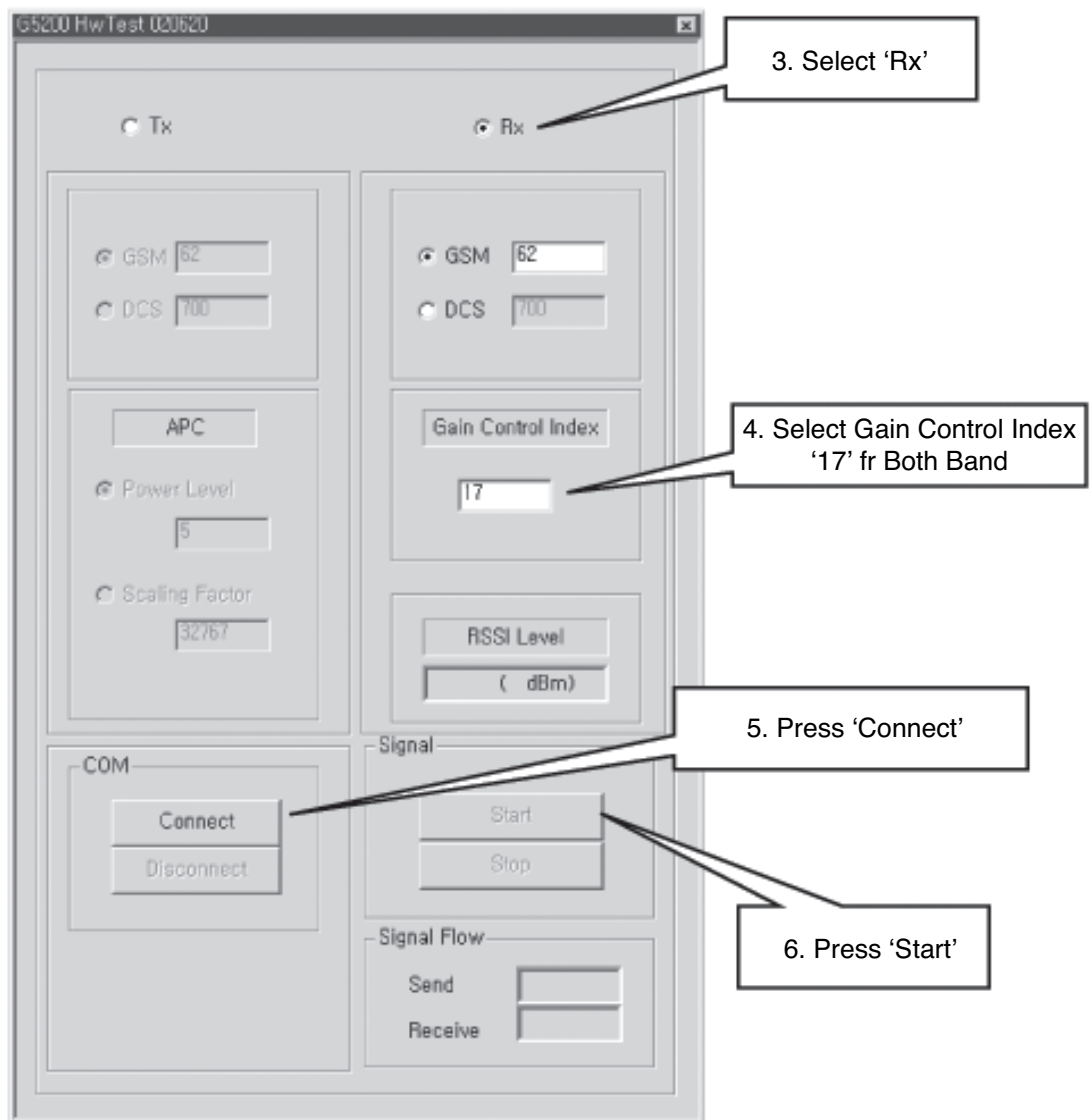 G5200 HwTest 020620
3. Select ‘Rx’
Tx
Rx
GSM 62
DCS 700
GSM 62
DCS 700
APC
Power Level
5
Scaling Factor
32767
Gain Control Index
17
4. Select Gain Control Index
‘17’ fr Both Band
RSSI Level
( dBm)
5. Press ‘Connect’
COM
Connect
Disconnect
Signal
Start
Stop
6. Press ‘Start’
Signal Flow
Send
Receive